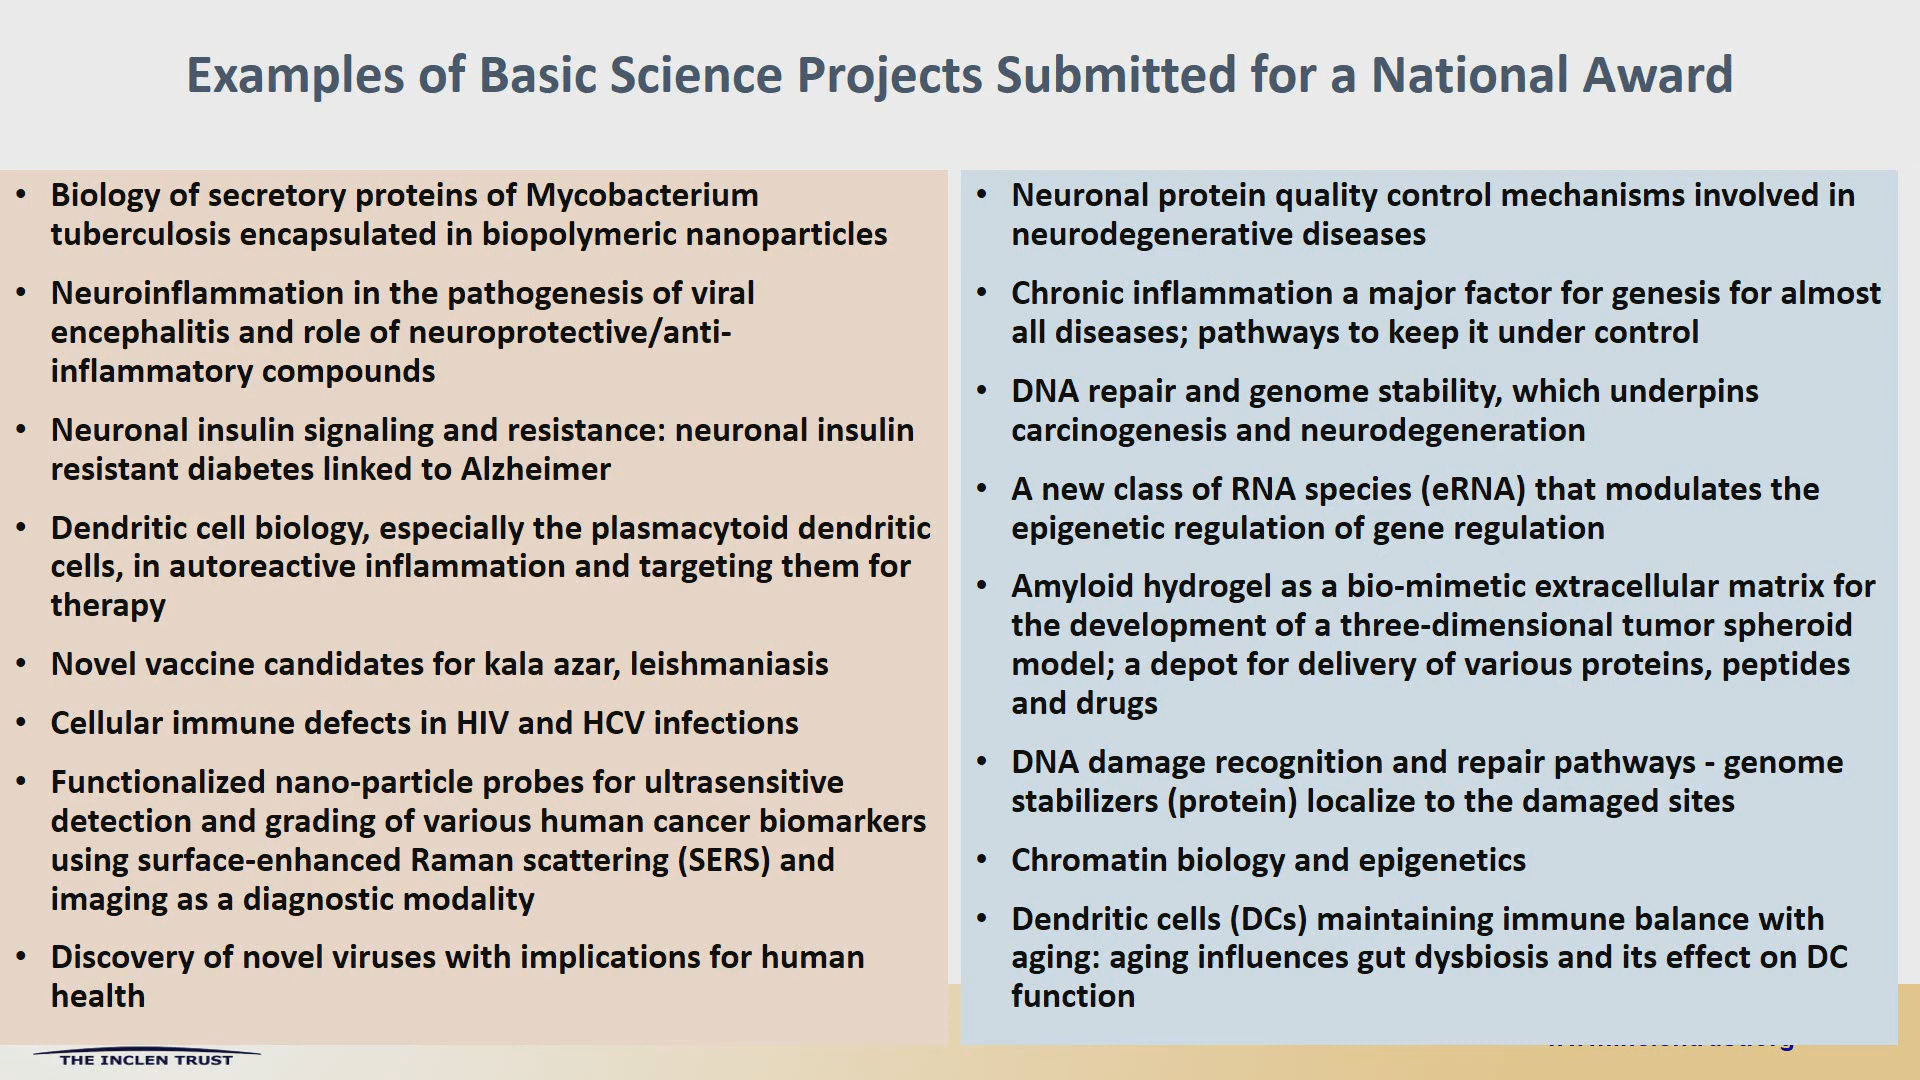 Examples of Basic Science Projects Submitted for a National Award
• Biology of secretory proteins of Mycobacterium
tuberculosis encapsulated in biopolymeric nanoparticles
• Neuroinflammation in the pathogenesis of viral
encephalitis and role of neuroprotective/anti-
inflammatory compounds
• Neuronal insulin signaling and resistance: neuronal insulin
resistant diabetes linked to Alzheimer
• Dendritic cell biology, especially the plasmacytoid dendritic
cells, in autoreactive inflammation and targeting them for
therapy
• Novel vaccine candidates for kala azar, leishmaniasis
• Cellular immune defects in HIV and HCV infections
• Functionalized nano-particle probes for ultrasensitive
detection and grading of various human cancer biomarkers
using surface-enhanced Raman scattering (SERS) and
imaging as a diagnostic modality
• Discovery of novel viruses with implications for human
health
• Neuronal protein quality control mechanisms involved in
neurodegenerative diseases
• Chronic inflammation a major factor for genesis for almost
all diseases; pathways to keep it under control
• DNA repair and genome stability, which underpins
carcinogenesis and neurodegeneration
• A new class of RNA species (eRNA) that modulates the
epigenetic regulation of gene regulation
• Amyloid hydrogel as a bio-mimetic extracellular matrix for
the development of a three-dimensional tumor spheroid
model; a depot for delivery of various proteins, peptides
and drugs
• DNA damage recognition and repair pathways - genome
stabilizers (protein) localize to the damaged sites
• Chromatin biology and epigenetics
• Dendritic cells (DCs) maintaining immune balance with
aging: aging influences gut dysbiosis and its effect on DC
function
THE INCLEN TRUST